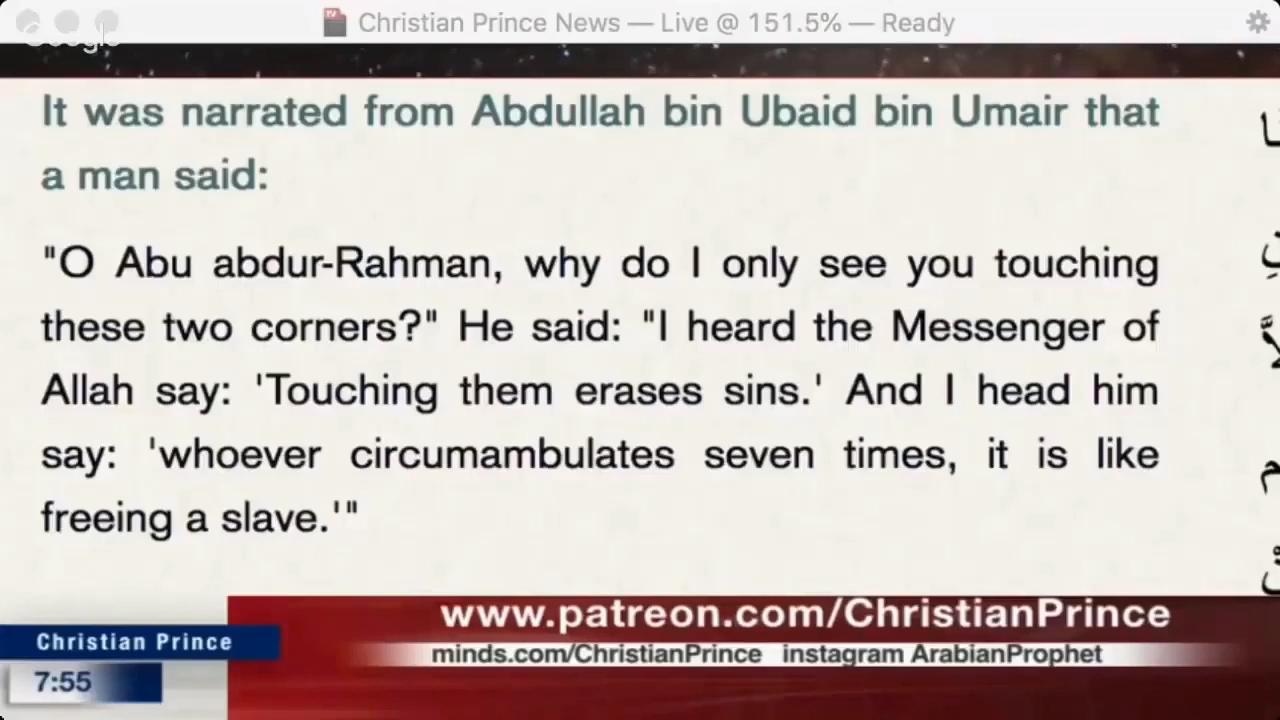 Christian Prince News — Live @ 151.5% — Ready
Google
It was narrated from Abdullah bin Ubaid bin Umair that
a man said:
"O Abu abdur-Rahman, why do I only see you touching
these two corners?" He said: "I heard the Messenger of
Allah say: 'Touching them erases sins.' And I head him
say: 'whoever circumambulates seven times, it is like
freeing a slave.'"
www.patreon.com/ChristianPrince
Christian Prince
minds.com/ChristianPrince instagram ArabianProphet
7:55